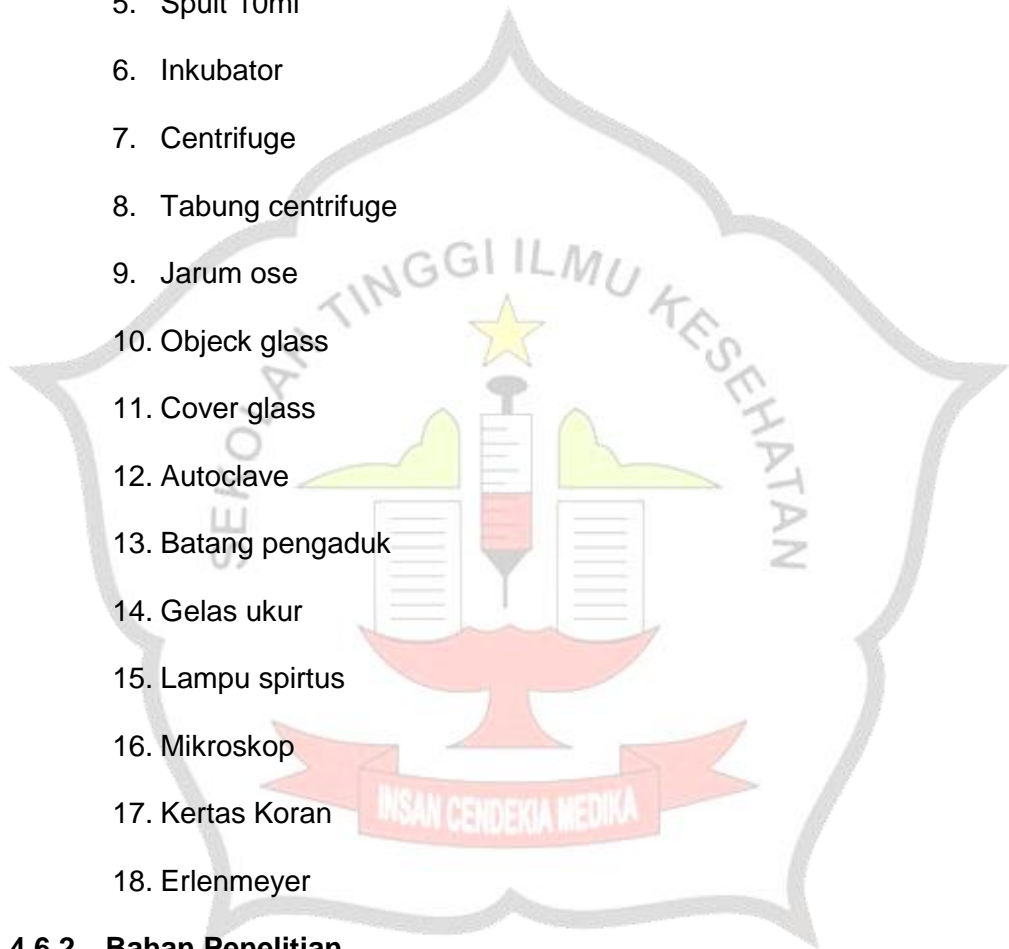 5. Spuit 10ml
6. Inkubator
7. Centrifuge
8. Tabung centrifuge
9. Jarum ose
10. Objeck glass
11. Cover glass
12. Autoclave
13. Batang pengaduk
14. Gelas ukur
15. Lampu spirtus
16. Mikroskop
17. Kertas Koran
18. Erlenmeyer
4.6.2 Bahan Penelitian
SEKOLAH TINGGI ILMU KESEHATAN
INSAN CENDEKIA MEDIKA